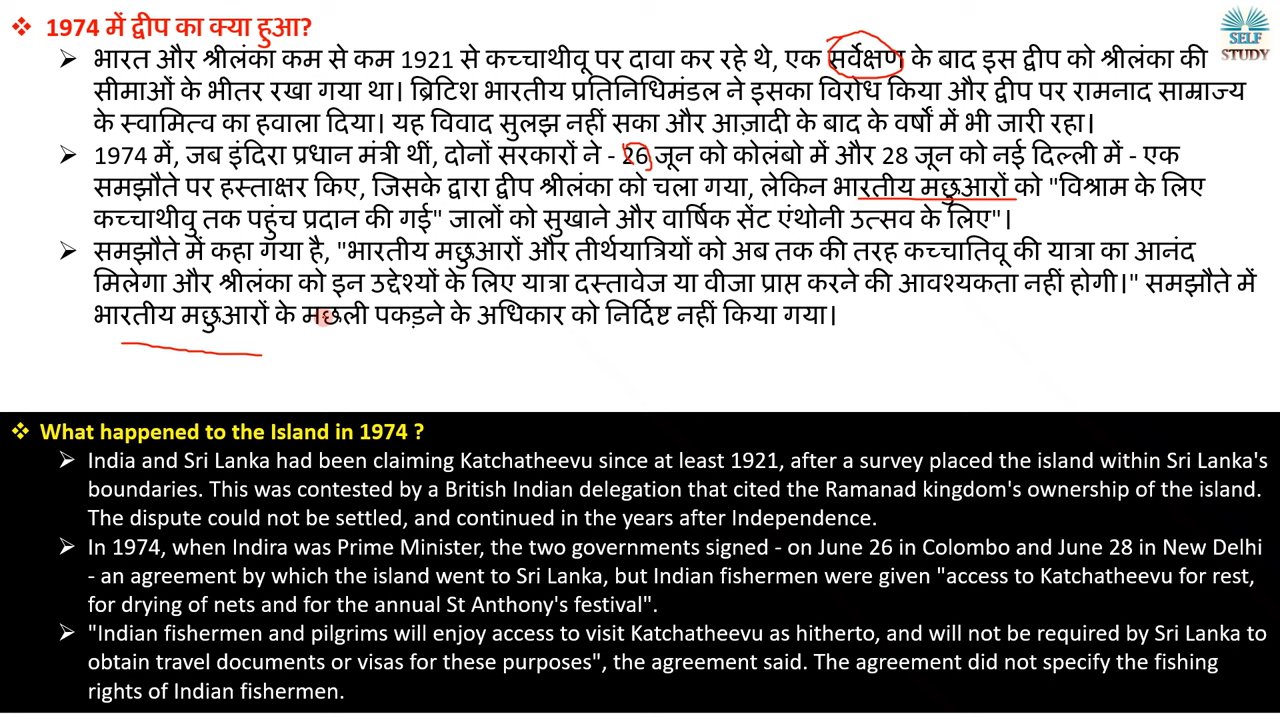 ❖ 1974 में द्वीप का क्या हुआ?
SELF
STUDY
➢ भारत और श्रीलंका कम से कम 1921 से कच्चाथीवू पर दावा कर रहे थे, एक सर्वेक्षण के बाद इस द्वीप को श्रीलंका की
सीमाओं के भीतर रखा गया था। ब्रिटिश भारतीय प्रतिनिधिमंडल ने इसका विरोध किया और द्वीप पर रामनाद साम्राज्य
के स्वामित्व का हवाला दिया। यह विवाद सुलझ नहीं सका और आज़ादी के बाद के वर्षों में भी जारी रहा।
➢ 1974 में, जब इंदिरा प्रधान मंत्री थीं, दोनों सरकारों ने - 26 जून को कोलंबो में और 28 जून को नई दिल्ली में - एक
समझौते पर हस्ताक्षर किए, जिसके द्वारा द्वीप श्रीलंका को चला गया, लेकिन भारतीय मछुआरों को "विश्राम के लिए
कच्चाथीवु तक पहुंच प्रदान की गई" जालों को सुखाने और वार्षिक सेंट एंथोनी उत्सव के लिए"।
➢ समझौते में कहा गया है, "भारतीय मछुआरों और तीर्थयात्रियों को अब तक की तरह कच्चातिवू की यात्रा का आनंद
मिलेगा और श्रीलंका को इन उद्देश्यों के लिए यात्रा दस्तावेज या वीजा प्राप्त करने की आवश्यकता नहीं होगी।" समझौते में
भारतीय मछुआरों के मछली पकड़ने के अधिकार को निर्दिष्ट नहीं किया गया।
❖ What happened to the Island in 1974 ?
➢ India and Sri Lanka had been claiming Katchatheevu since at least 1921, after a survey placed the island within Sri Lanka's
boundaries. This was contested by a British Indian delegation that cited the Ramanad kingdom's ownership of the island.
The dispute could not be settled, and continued in the years after Independence.
➢ In 1974, when Indira was Prime Minister, the two governments signed - on June 26 in Colombo and June 28 in New Delhi
- an agreement by which the island went to Sri Lanka, but Indian fishermen were given "access to Katchatheevu for rest,
for drying of nets and for the annual St Anthony's festival".
➢ "Indian fishermen and pilgrims will enjoy access to visit Katchatheevu as hitherto, and will not be required by Sri Lanka to
obtain travel documents or visas for these purposes", the agreement said. The agreement did not specify the fishing
rights of Indian fishermen.